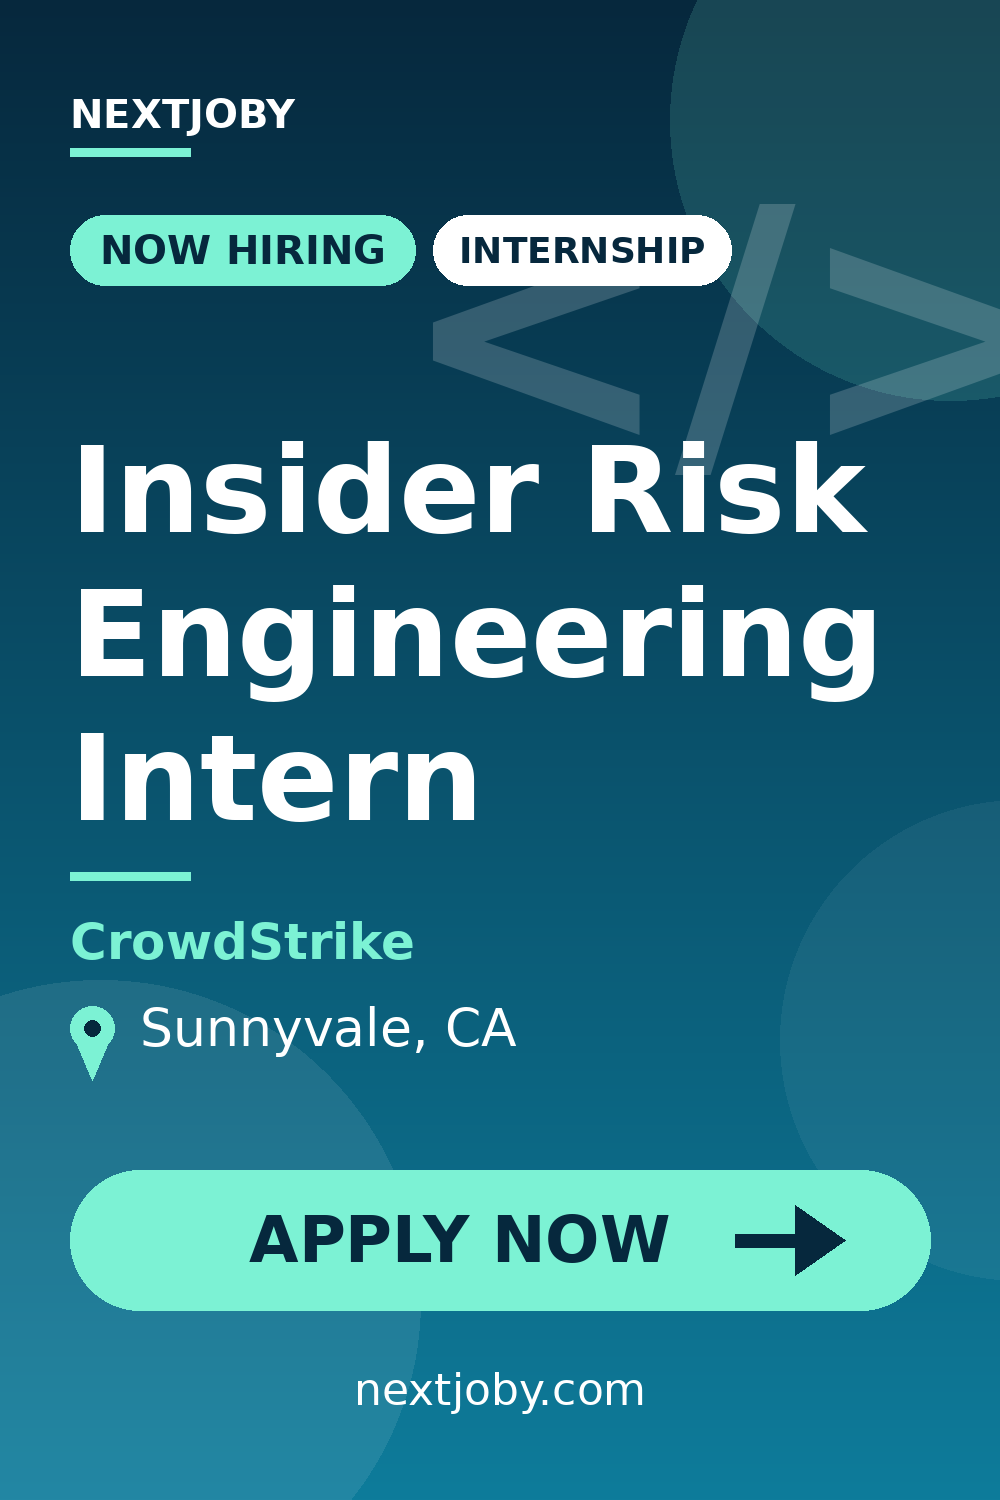 NEXTJOBY
NOW HIRING
INTERNSHIP
</>
Insider Risk
Engineering
Intern
CrowdStrike
Sunnyvale, CA
APPLY NOW
nextjoby.com